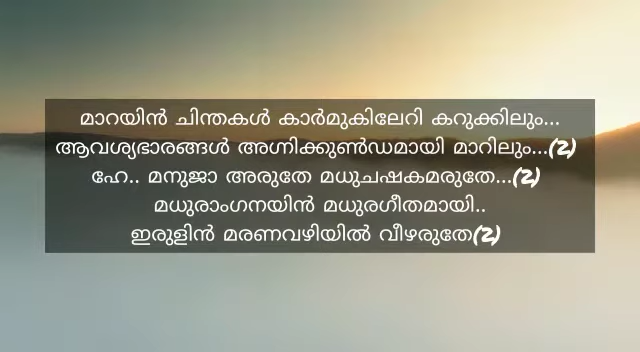 മാറയിൻ ചിന്തകൾ കാർമുകിലേറി കറുക്കിലും...
ആവശ്യഭാരങ്ങൾ അഗ്നിക്കുൺഡമായി മാറിലും...(2)
ഹേ.. മനുജാ അരുതേ മധുചഷകമരുതേ...(2)
മധുരാംഗനയിൻ മധുരഗീതമായി..
ഇരുളിൻ മരണവഴിയിൽ വീഴരുതേ(2)